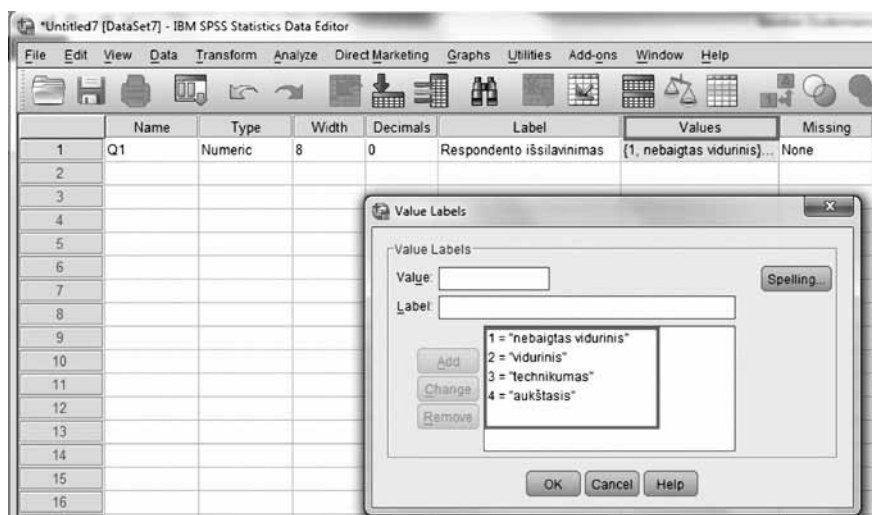 *Untitled7 [DataSet7] - IBM SPSS Statistics Data Editor
File Edit View Data Transform Analyze Direct Marketing Graphs Utilities Add-ons Window Help
Name Type Width Decimals Label Values Missing
1 Q1 Numeric 8 0 Respondento išsilavinimas {1, nebaigtas vidurinis}... None
2
3
4
5
6
7
8
9
10
11
12
13
14
15
16
Value Labels
Value Labels
Value:
Spelling...
Label:
1 = "nebaigtas vidurinis"
2 = "vidurinis"
3 = "technikumas"
4 = "aukštasis"
Add
Change
Remove
OK Cancel Help